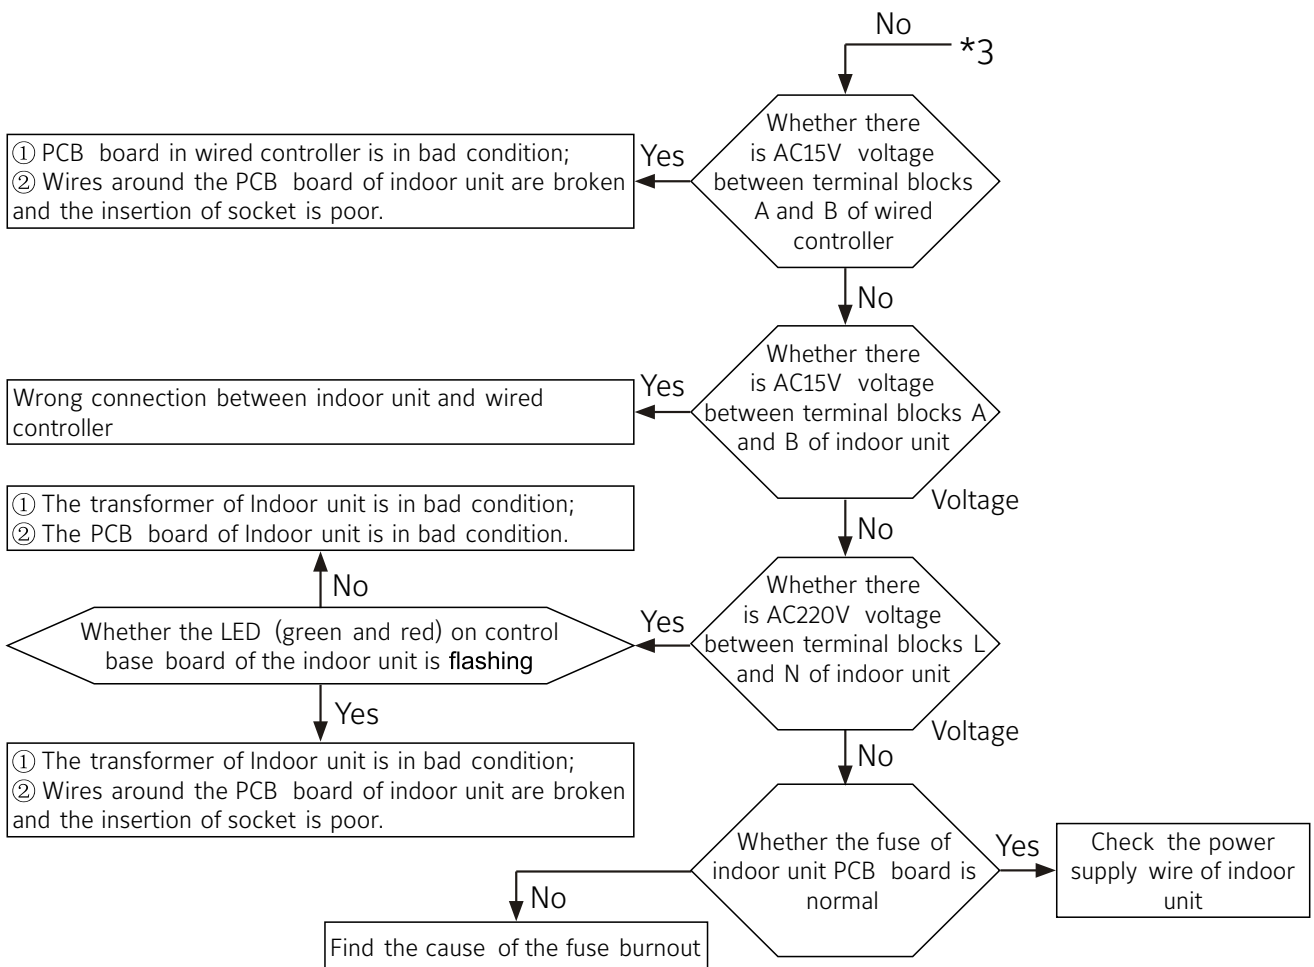 No
*3
Whether there
is AC15V voltage
between terminal blocks
A and B of wired
controller
Yes
① PCB board in wired controller is in bad condition;
② Wires around the PCB board of indoor unit are broken
and the insertion of socket is poor.
No
Whether there
is AC15V voltage
between terminal blocks A
and B of indoor unit
Yes
Wrong connection between indoor unit and wired
controller
Voltage
No
Whether there
is AC220V voltage
between terminal blocks L
and N of indoor unit
Yes
Whether the LED (green and red) on control
base board of the indoor unit is flashing
No
① The transformer of Indoor unit is in bad condition;
② The PCB board of Indoor unit is in bad condition.
Yes
① The transformer of Indoor unit is in bad condition;
② Wires around the PCB board of indoor unit are broken
and the insertion of socket is poor.
Voltage
No
Whether the fuse of
indoor unit PCB board is
normal
Yes
Check the power
supply wire of indoor
unit
No
Find the cause of the fuse burnout